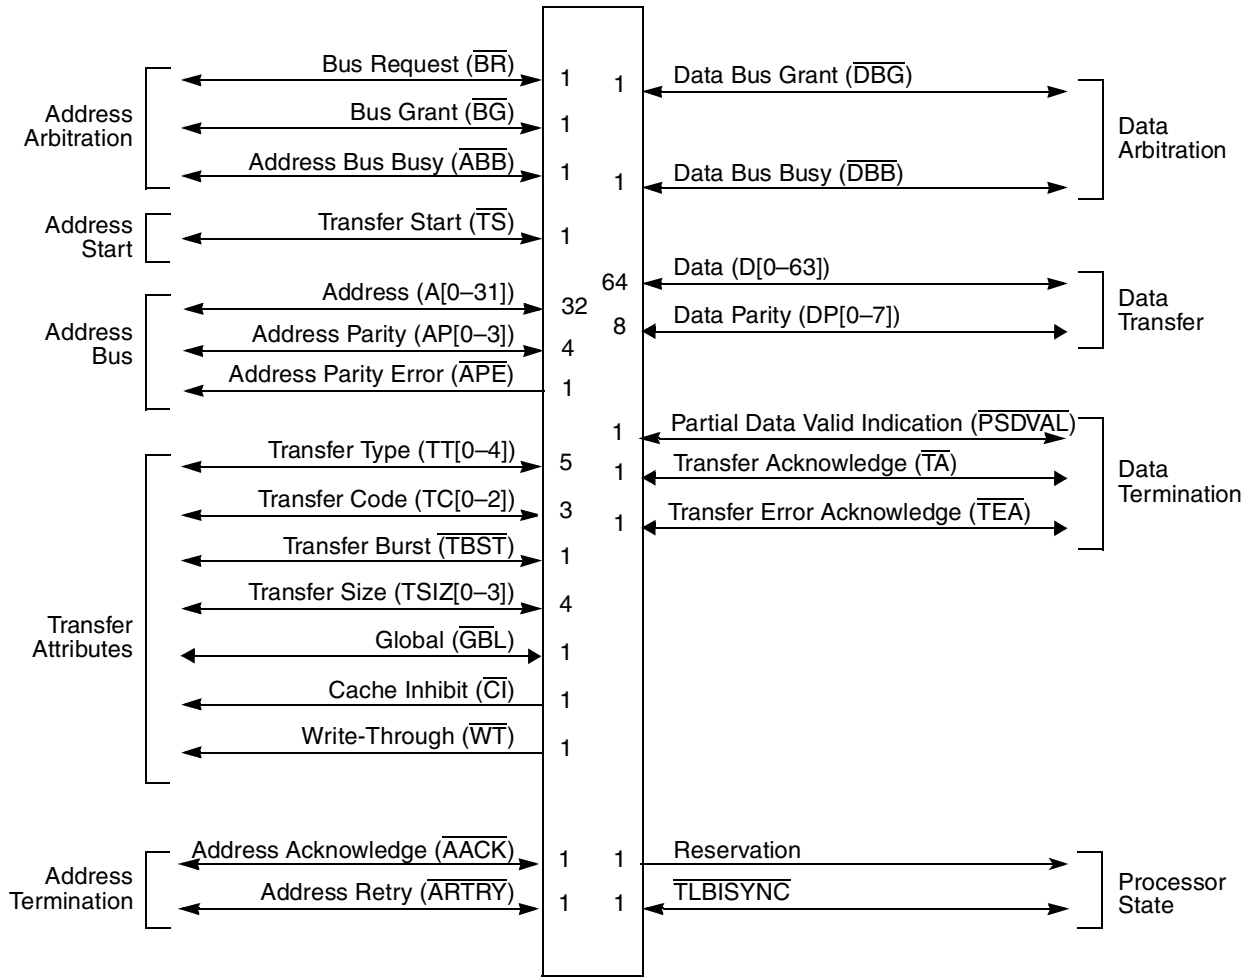 Bus Request (BR)
1
Bus Grant (BG)
1
Address Bus Busy (ABB)
1
Address
Arbitration
Transfer Start (TS)
1
Address
Start
Address (A[0–31])
32
Address Parity (AP[0–3])
4
Address Parity Error (APE)
1
Address
Bus
Transfer Type (TT[0–4])
5
Transfer Code (TC[0–2])
3
Transfer Burst (TBST)
1
Transfer Size (TSIZ[0–3])
4
Global (GBL)
1
Cache Inhibit (CI)
1
Write-Through (WT)
1
Transfer
Attributes
Address Acknowledge (AACK)
1
Address Retry (ARTRY)
1
Address
Termination
1
Data Bus Grant (DBG)
1
Data Bus Busy (DBB)
Data
Arbitration
64
Data (D[0–63])
8
Data Parity (DP[0–7])
Data
Transfer
1
Partial Data Valid Indication (PSDVAL)
1
Transfer Acknowledge (TA)
1
Transfer Error Acknowledge (TEA)
Data
Termination
1
Reservation
1
TLBISYNC
Processor
State